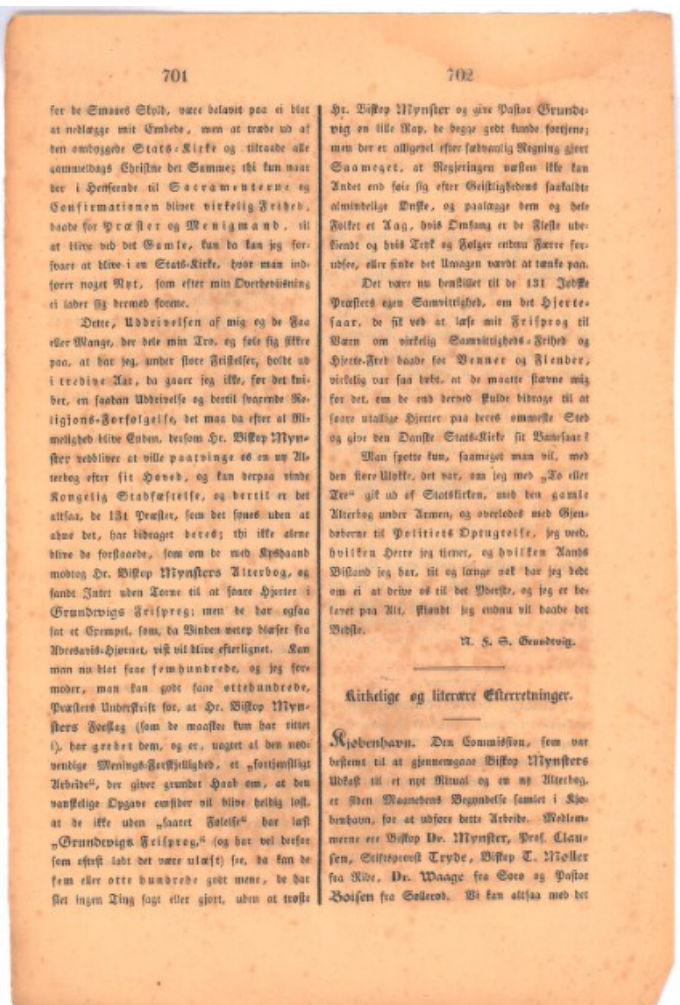 701
for de Smaaes Skyld, være belavet paa ei blot
at nedlægge mit Embede, men at træde ud af
den omdyggede Stats-Kirke og tilraade alle
gammeldags Christne det Samme; thi kun naar
der i Henseende til Sacramenterne og
Confirmationen bliver virkelig Frihed,
baade for Præster og Menigmand, til
at blive ved det Gamle, kun da kan jeg for-
svare at blive i en Stats-Kirke, hvor man ind-
fører noget Nyt, som efter min Overbeviisning
ei lader sig dermed forene.
Dette, Uddrivelsen af mig og de Faa
eller Mange, der dele min Tro, og føle sig sikkre
paa, at har jeg, under store Fristelser, holdt ud
i tredive Aar, da gaaer jeg ikke, før det kni-
ber, en saadan Uddrivelse og dertil svarende Re-
ligions-Forfølgelse, det maa da efter al Ri-
melighed blive Enden, dersom Hr. Biskop Myn-
ster vedbliver at ville paatvinge os en ny Al-
terbog efter sit Hoved, og kan derpaa vinde
Kongelig Stadfæstelse, og dertil er det
altsaa, de 131 Præster, som det synes uden at
ahne det, har bidraget deres; thi ikke alene
blive de forstaaede, som om de med Kyshaand
modtog Hr. Biskop Mynsters Alterbog, og
fandt Intet uden Torne til at saare Hjerter i
Grundtvigs Frisprog; men de har ogsaa
sat et Exempel, som, da Vinden netop blæser fra
Adresavis-Hjørnet, vist vil blive efterlignet. Kan
man nu blot faae femhundrede, og jeg for-
moder, man kan godt faae ottehundrede,
Præsters Underskrift for, at Hr. Biskop Myn-
sters Forslag (som de maaskee kun har tittet
i), har glædet dem, og er, uagtet al den nød-
vendige Menings-Forskjellighed, et „fortjenstligt
Arbeide“, der giver grundet Haab om, at den
vanskelige Opgave omsider vil blive heldig løst,
at de ikke uden „saaret Følelse“ har læst
„Grundtvigs Frisprog,“ (og har vel derfor
som oftest ladt det være ulæst) see, da kan de
fem eller otte hundrede godt mene, de har
slet ingen Ting sagt eller gjort, uden at trøste
702
Hr. Biskop Mynster og give Pastor Grundt-
vig en lille Rap, de begge godt kunde fortjene;
men der er alligevel efter sædvanlig Regning gjort
Saameget, at Regjeringen næsten ikke kan
Andet end føie sig efter Geistlighedens saakaldte
almindelige Ønske, og paalægge dem og hele
Folket et Aag, hvis Omfang er de Fleste ube-
kiendt og hvis Tryk og Følger endnu Færre for-
udsee, eller finde det Umagen værdt at tænke paa.
Det være nu henstillet til de 131 Jydske
Præsters egen Samvittighed, om det Hjerte-
saar, de fik ved at læse mit Frisprog til
Værn om virkelig Samvittigheds-Frihed og
Hjerte-Fred baade for Venner og Fiender,
virkelig var saa dybt, at de maatte stævne mig
for det, om de end derved skulde bidrage til at
saare utallige Hjerter paa deres ømmeste Sted
og give den Danske Stats-Kirke sit Banesaar?
Man spotte kun, saameget man vil, med
den store Ulykke, det var, om jeg med „To eller
Tre“ gik ud af Statskirken, med den gamle
Alterbog under Armen, og overlodes med Gjen-
døberne til Politiets Optugtelse, jeg veed,
hvilken Herre jeg tjener, og hvilken Aands
Bistand jeg har, tit og længe nok har jeg bedt
om ei at drive os til det Yderste, og jeg er be-
lavet paa Alt, skiøndt jeg endnu vil haabe det
Bedste.
N. F. S. Grundtvig.
Kirkelige og literære Efterretninger.
Kjøbenhavn. Den Commission, som var
bestemt til at gjennemgaae Biskop Mynsters
Udkast til et nyt Ritual og en ny Alterbog,
er siden Maanedens Begyndelse samlet i Kjø-
benhavn, for at udføre dette Arbeide. Medlem-
merne ere Biskop Dr. Mynster, Prof. Clau-
sen, Stiftsprovst Tryde, Biskop T. Møller
fra Ribe, Dr. Waage fra Sorø og Pastor
Boisen fra Søllerød. Vi kan altsaa med det